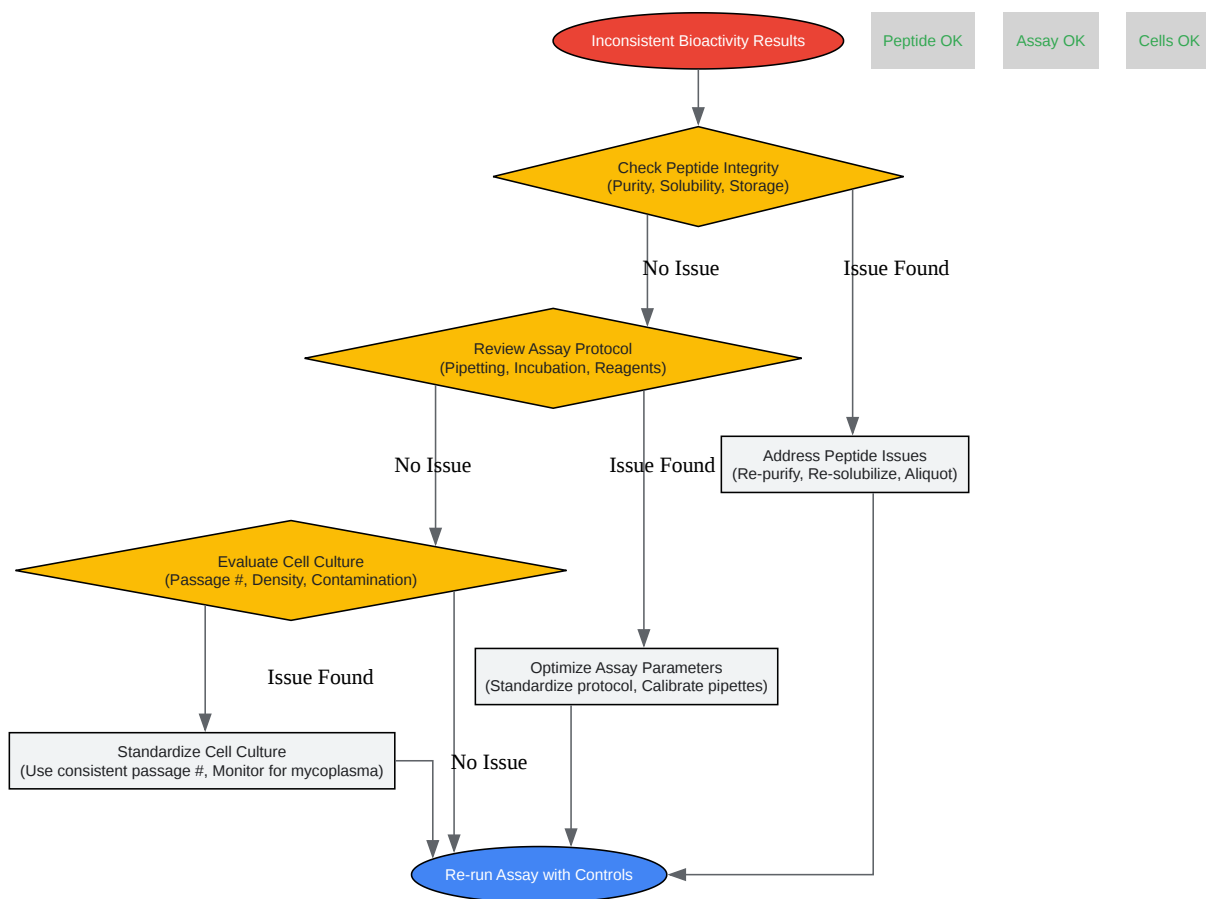 Inconsistent Bioactivity Results
Peptide OK
Assay OK
Cells OK
Check Peptide Integrity
(Purity, Solubility, Storage)
No Issue
Issue Found
Review Assay Protocol
(Pipetting, Incubation, Reagents)
No Issue
Issue Found
Address Peptide Issues
(Re-purify, Re-solubilize, Aliquot)
Evaluate Cell Culture
(Passage #, Density, Contamination)
Issue Found
Optimize Assay Parameters
(Standardize protocol, Calibrate pipettes)
Standardize Cell Culture
(Use consistent passage #, Monitor for mycoplasma)
No Issue
Re-run Assay with Controls